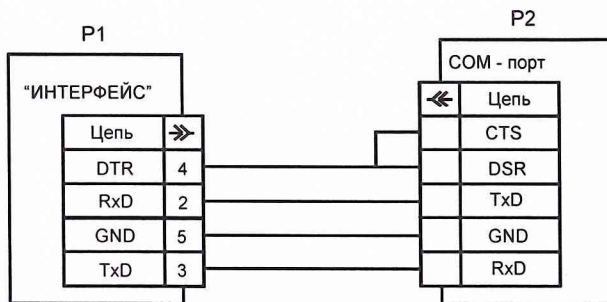 P1
P2
"ИНТЕРФЕЙС"
COM - порт
Цепь
Цепь
CTS
DTR 4
DSR
RxD 2
TxD
GND 5
GND
TxD 3
RxD